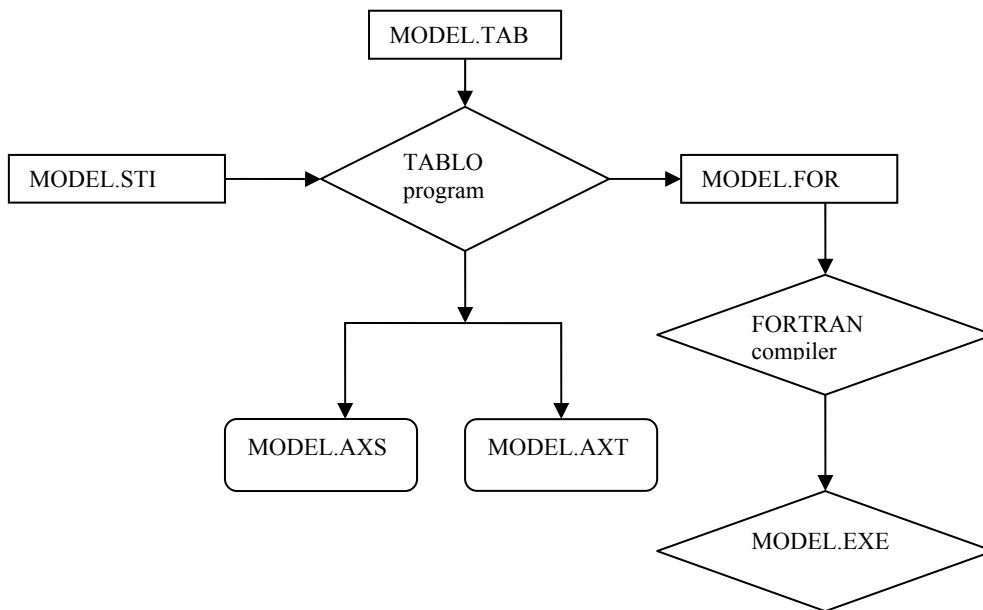 MODEL.TAB
TABLO
program
MODEL.STI
MODEL.FOR
FORTRAN
compiler
MODEL.AXS
MODEL.AXT
MODEL.EXE